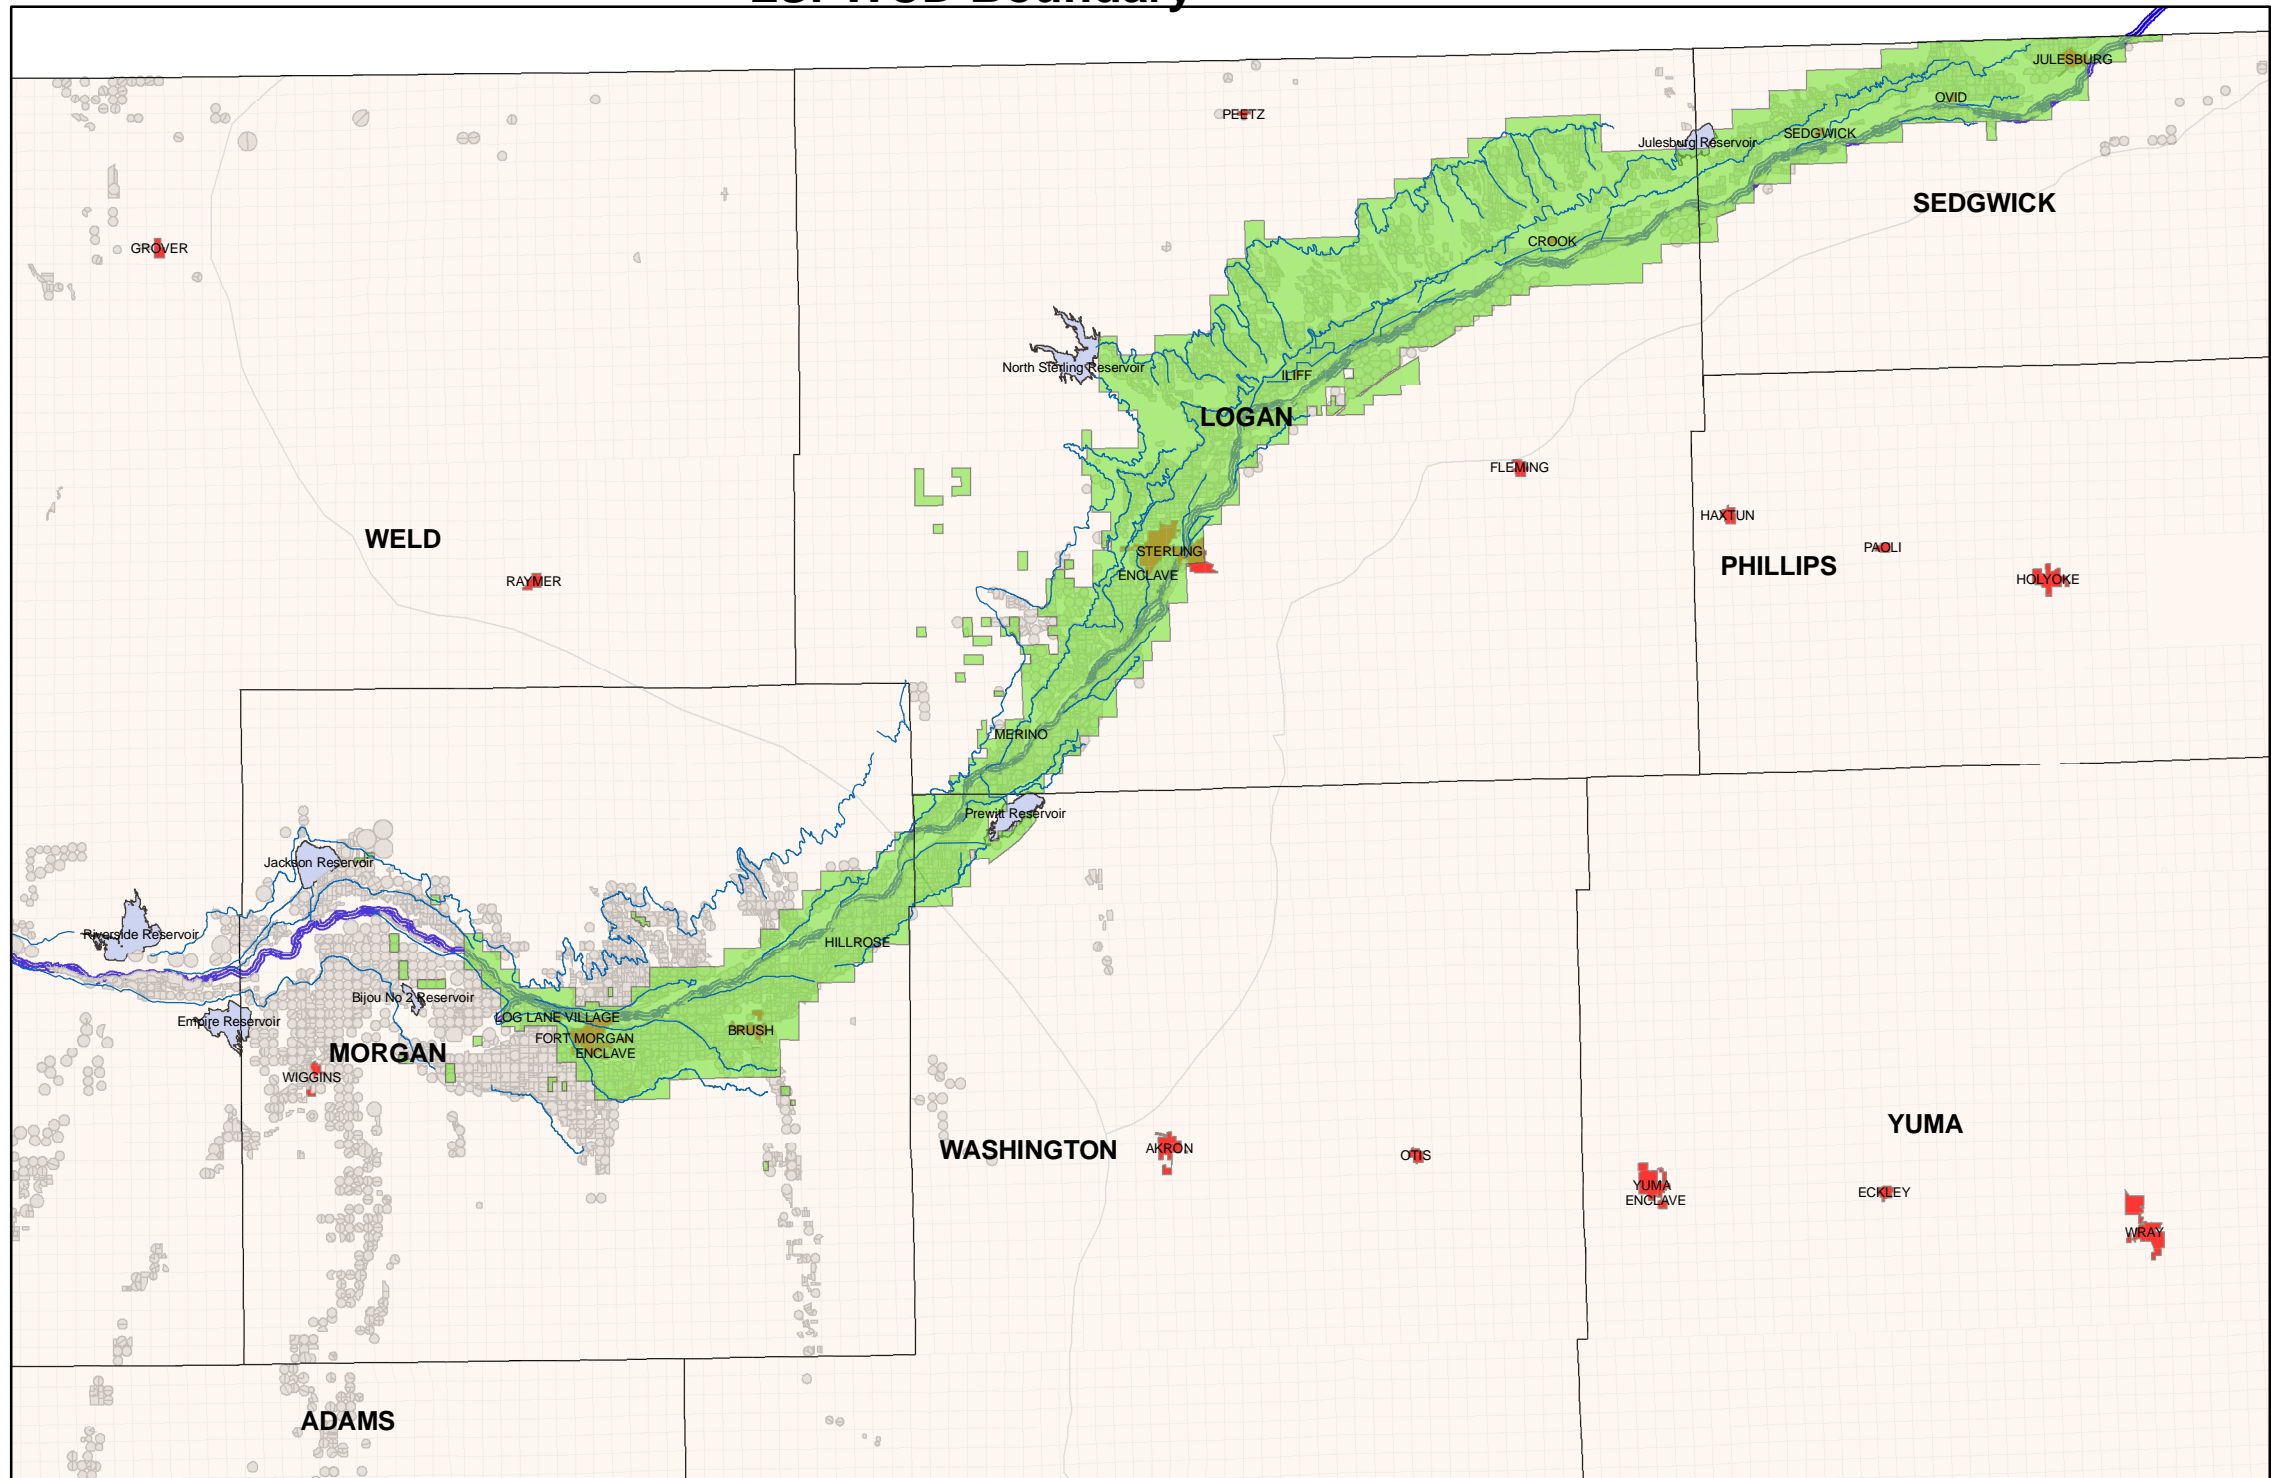 Boundary
JULESBURG
OVID
PEETZ
SEDGWICK
Julesburg Reservoir
SEDGWICK
CROOK
GROVER
North Sterling Reservoir
ILIFF
LOGAN
FLEMING
HAXTUN
WELD
PAOLI
STERLING
PHILLIPS
ENCLAVE
HOLYOKE
RAYMER
MERINO
Prewitt Reservoir
Jackson Reservoir
Riverside Reservoir
HILLROSE
Bijou No 2 Reservoir
Empire Reservoir
LOG LANE VILLAGE
BRUSH
FORT MORGAN
ENCLAVE
MORGAN
WIGGINS
YUMA
WASHINGTON
AKRON
OTIS
YUMA
ENCLAVE
ECKLEY
WRAY
ADAMS